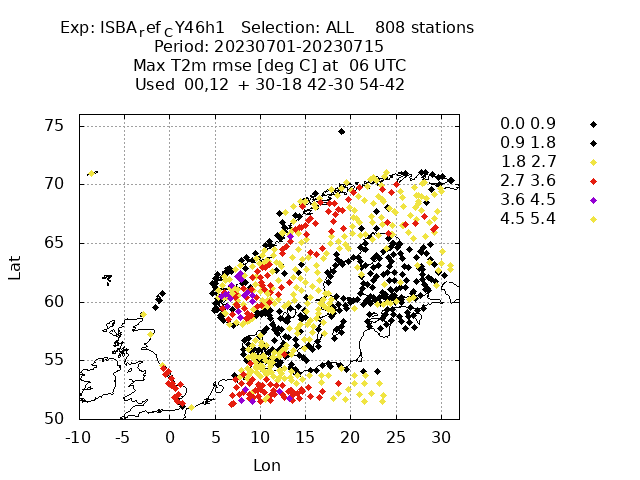 Exp: ISBA_ref_CY46h1 Selection: ALL 808 stations
Period: 20230701-20230715
Max T2m rmse [deg C] at 06 UTC
Used 00,12 + 30-18 42-30 54-42
75
70
65
60
55
50
Lat
-10 -5 0 5 10 15 20 25 30
Lon
0.0 0.9
0.9 1.8
1.8 2.7
2.7 3.6
3.6 4.5
4.5 5.4